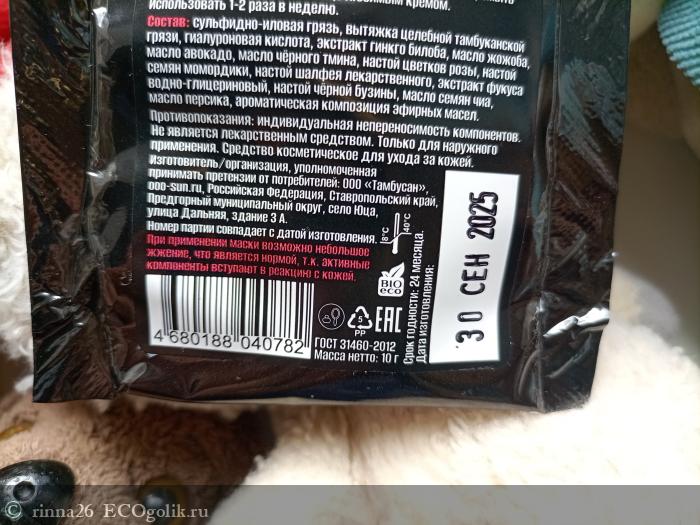 использовать 1-2 раза в неделю.
кремом.
Состав: сульфидно-иловая грязь, вытяжка целебной тамбуканской
грязи, гиалуроновая кислота, экстракт гинкго билоба, масло жожоба,
масло авокадо, масло чёрного тмина, настой цветков розы, настой
семян момордики, настой шалфея лекарственного, экстракт фукуса
водно-глицериновый, настой чёрной бузины, масло семян чиа,
масло персика, ароматическая композиция эфирных масел.
Противопоказания: индивидуальная непереносимость компонентов.
Не является лекарственным средством. Только для наружного
применения. Средство косметическое для ухода за кожей.
Изготовитель/организация, уполномоченная
принимать претензии от потребителей: ООО «Тамбусан»,
ooo-sun.ru, Российская Федерация, Ставропольский край,
Предгорный муниципальный округ, село Юца,
улица Дальняя, здание 3 А.
Номер партии совпадает с датой изготовления.
При применении маски возможно небольшое
жжение, что является нормой, т.к. активные
компоненты вступают в реакцию с кожей.
8°C
40°C
BIO
eco
4 680188 040782
5
PP
EAC
ГОСТ 31460-2012
Масса нетто: 10 г
Срок годности: 24 месяца.
Дата изготовления:
30 СЕН 2025
© rinna26 ECOgolik.ru